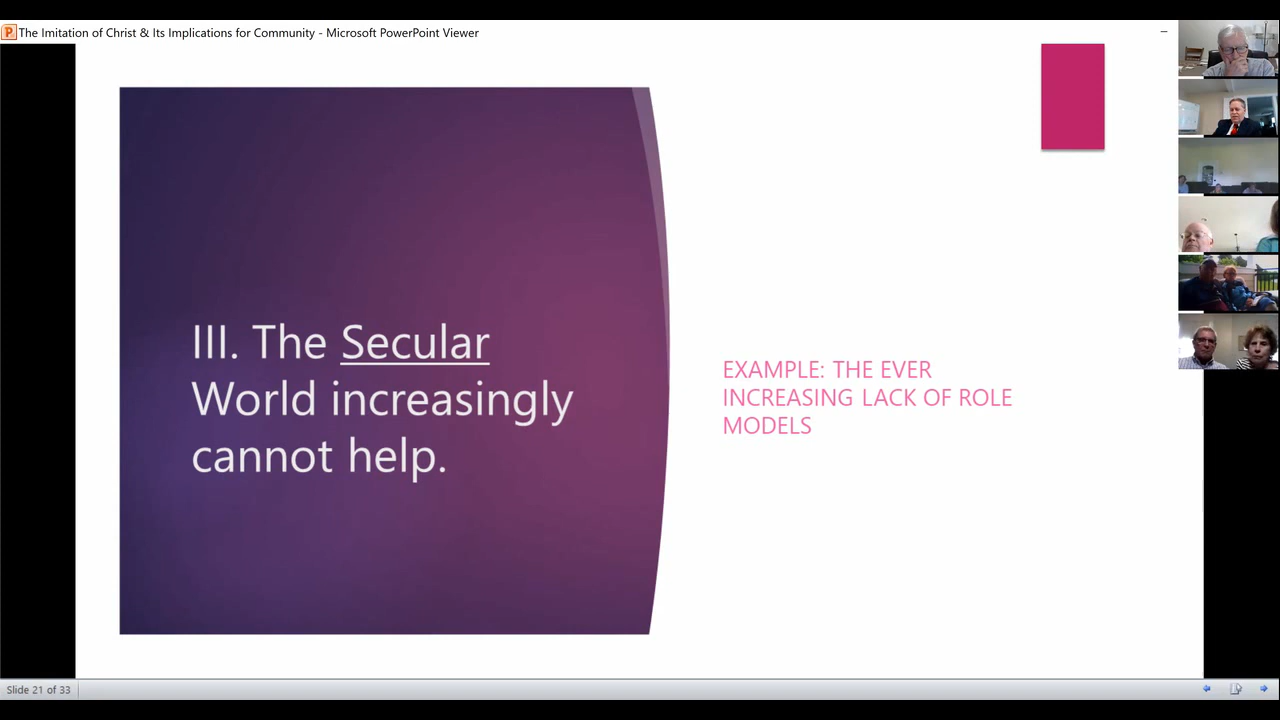 The Imitation of Christ & Its Implications for Community - Microsoft PowerPoint Viewer
III. The Secular
World increasingly
cannot help.
EXAMPLE: THE EVER
INCREASING LACK OF ROLE
MODELS
Slide 21 of 33